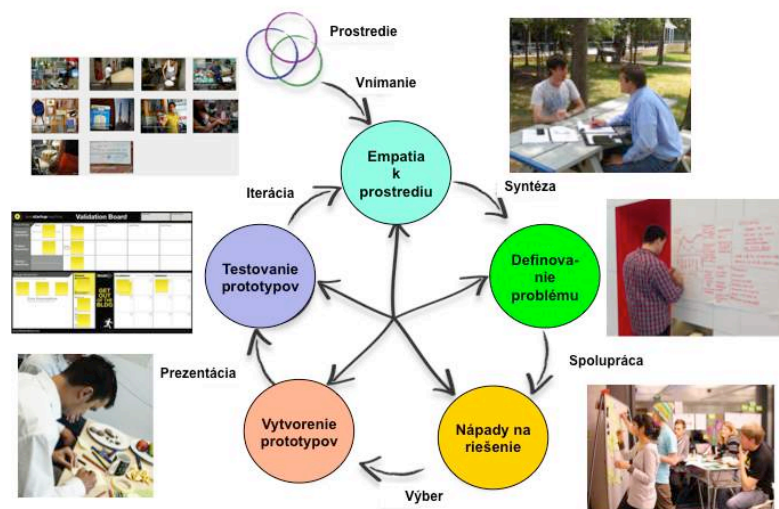 Prostredie
Vnímanie
Empatia
k
prostrediu
Iterácia
Syntéza
Validation Board
Testovanie
prototypov
Definova-
nie
problému
GET
OUT
OF THE
BLDG
Prezentácia
Spolupráca
Vytvorenie
prototypov
Nápady na
riešenie
Výber